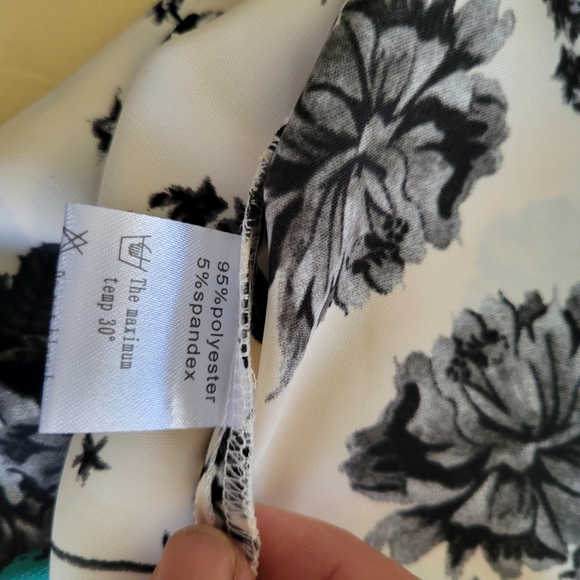 95%polyester
5%spandex
The maximum
temp 30°